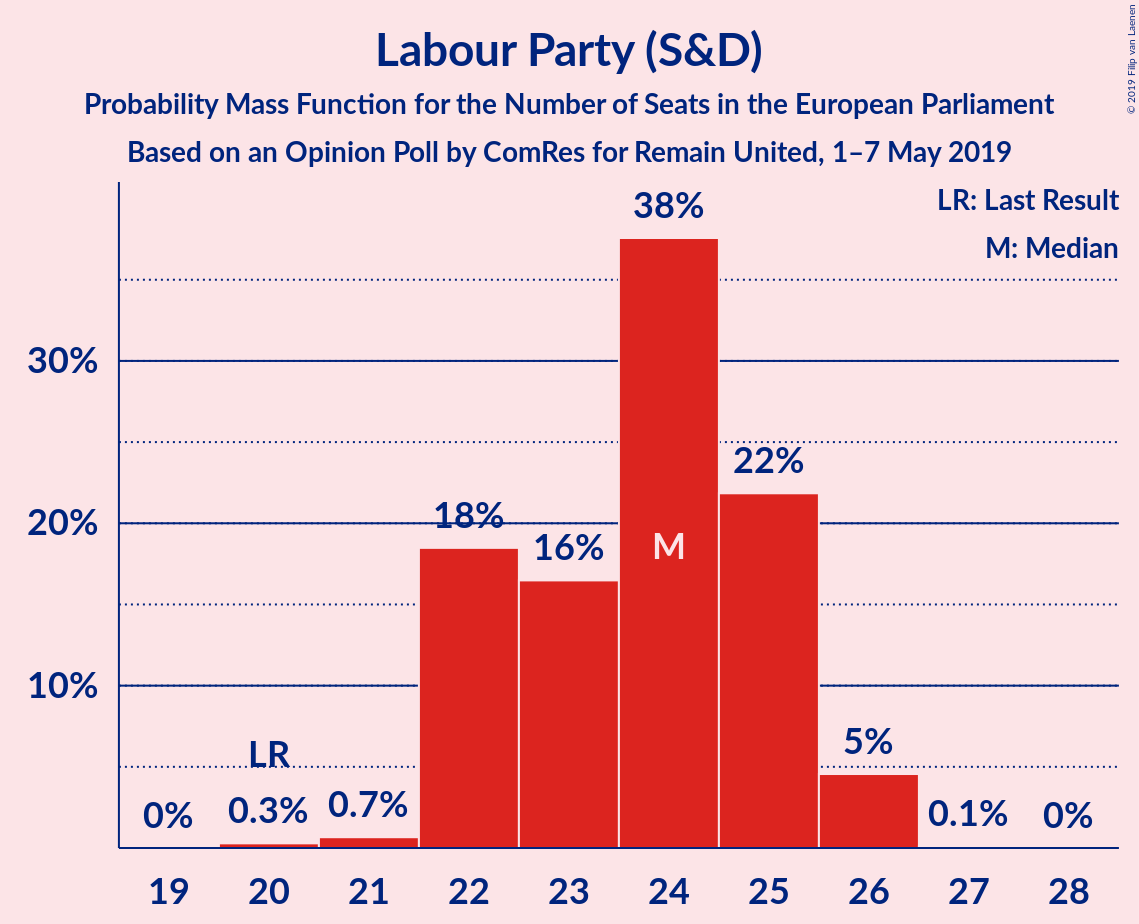 Labour Party (S&D)
Probability Mass Function for the Number of Seats in the European Parliament
Based on an Opinion Poll by ComRes for Remain United, 1–7 May 2019
© 2019 Filip van Laenen
LR: Last Result
M: Median
38%
30%
22%
20%
18%
16%
M
10%
5%
LR
0%
0.3%
0.7%
0.1%
0%
19 20 21 22 23 24 25 26 27 28